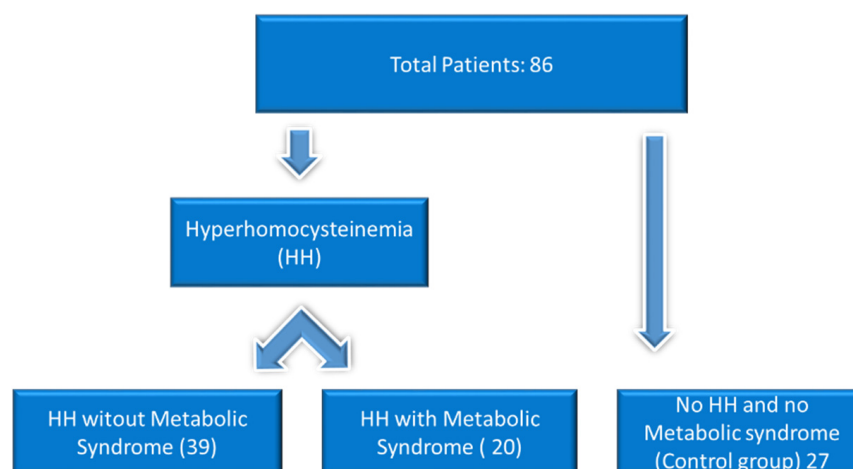 Total Patients: 86
Hyperhomocysteinemia
(HH)
HH witout Metabolic
Syndrome (39)
HH with Metabolic
Syndrome ( 20)
No HH and no
Metabolic syndrome
(Control group) 27